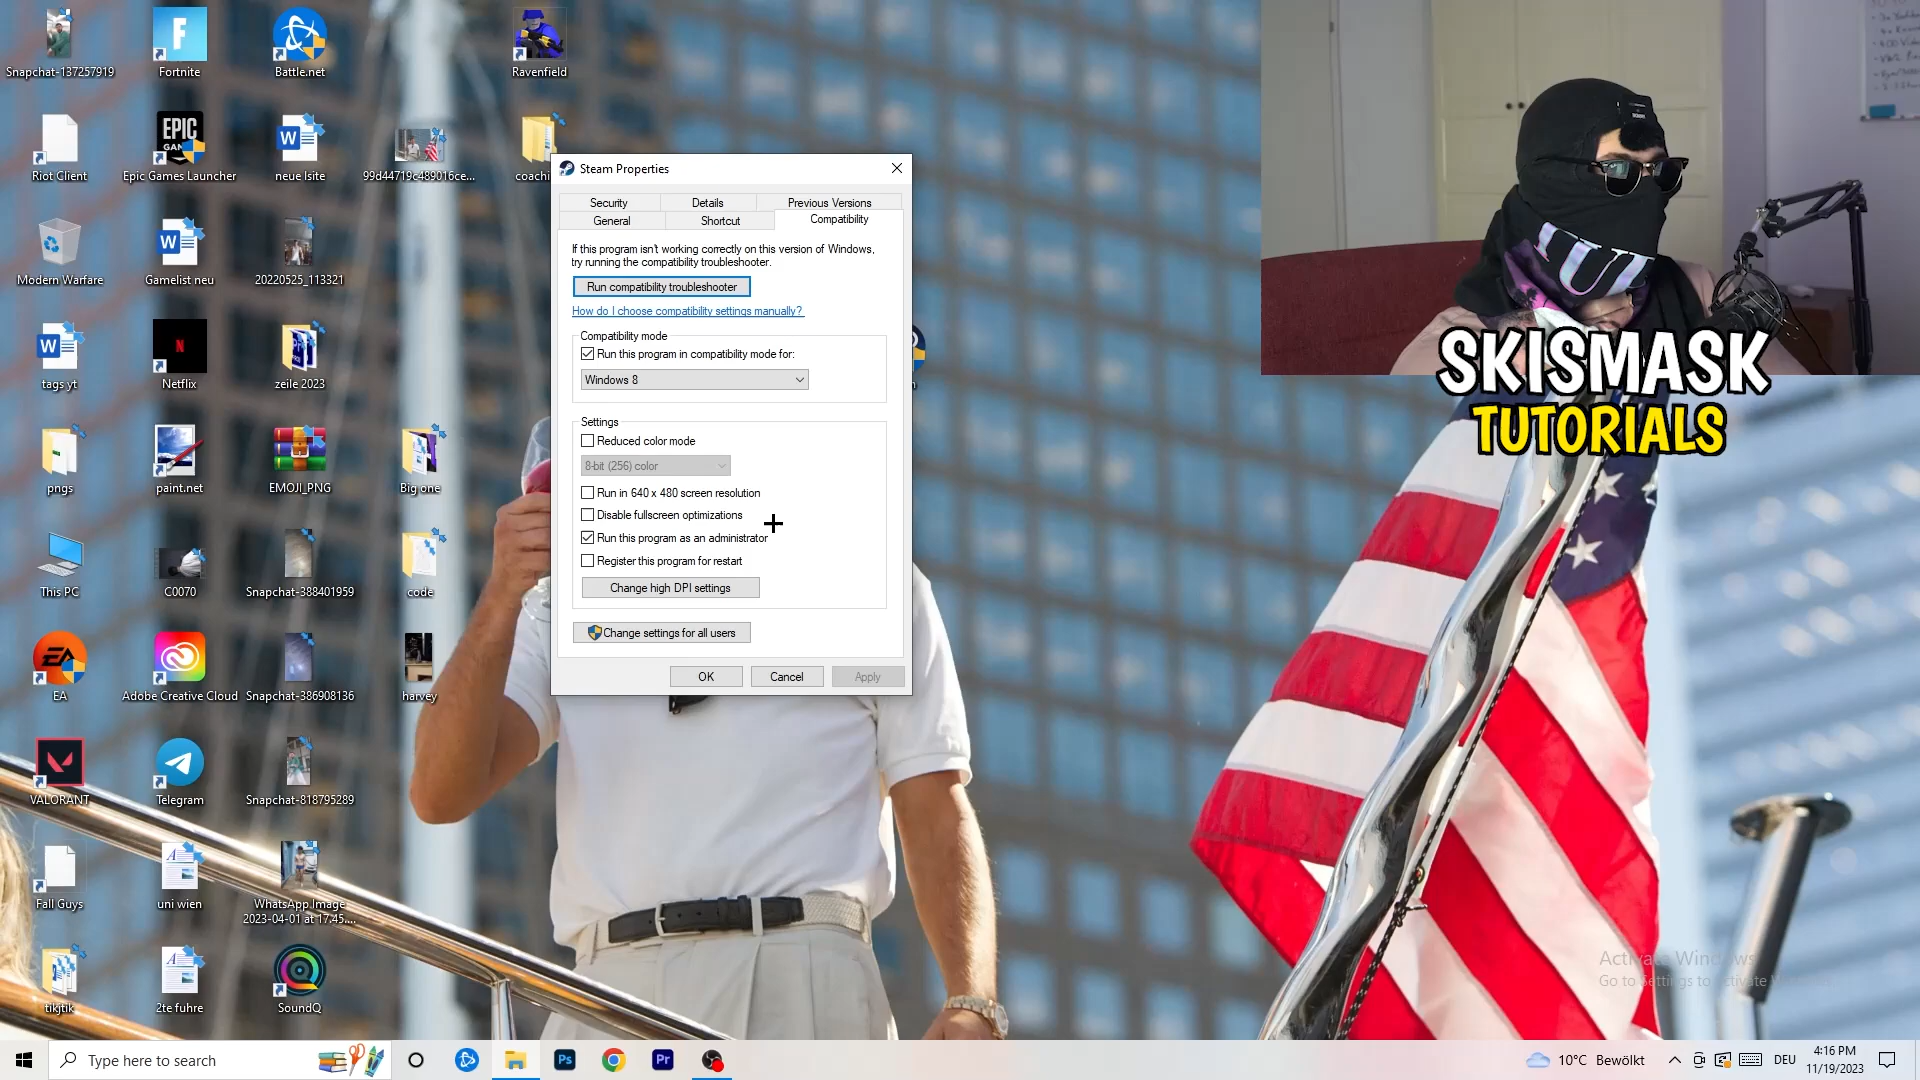 Snapchat-137257919
Fortnite
Battle.net
Ravenfield
Riot Client
Epic Games Launcher
neue lsite
99d44719c489016ce...
coachi
Modern Warfare
Gamelist neu
20220525_113321
tags yt
Netflix
zeile 2023
pngs
paint.net
EMOJI_PNG
Big one
This PC
C0070
Snapchat-388401959
code
EA
Adobe Creative Cloud
Snapchat-386908136
harvey
VALORANT
Telegram
Snapchat-818795289
Fall Guys
uni wien
WhatsApp Image
2023-04-01 at 17.45....
tikjtik
2te fuhre
SoundQ
Steam Properties
Security
Details
Previous Versions
General
Shortcut
Compatibility
If this program isn't working correctly on this version of Windows,
try running the compatibility troubleshooter.
Run compatibility troubleshooter
How do I choose compatibility settings manually?
Compatibility mode
Run this program in compatibility mode for:
Windows 8
Settings
Reduced color mode
8-bit (256) color
Run in 640 x 480 screen resolution
Disable fullscreen optimizations
Run this program as an administrator
Register this program for restart
Change high DPI settings
Change settings for all users
OK
Cancel
Apply
SKISMASK
TUTORIALS
Activate Windows
Go to Settings to activate
Type here to search
10°C Bewölkt
DEU
4:16 PM
11/19/2023